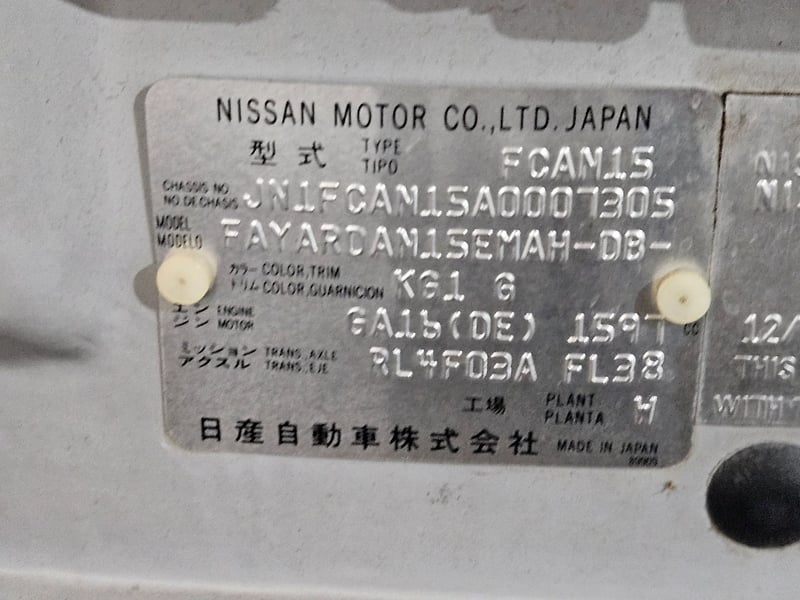 NISSAN MOTOR CO.,LTD. JAPAN
型式 TYPE TIPO FCAM15
CHASSIS NO NO DE CHASIS JN1FCAM15A0007305
MODEL MODELO FAYARDAM15EMAH-DB-
カラー COLOR,TRIM
トリム COLOR,GUARNICION KG1 G
エンジン ENGINE MOTOR GA16(DE) 1597 CC
ミッション TRANS. AXLE
アクスル TRANS. EJE RL4F03A FL38
工場 PLANT PLANTA W
日産自動車株式会社 MADE IN JAPAN
12/
THIS
WITH